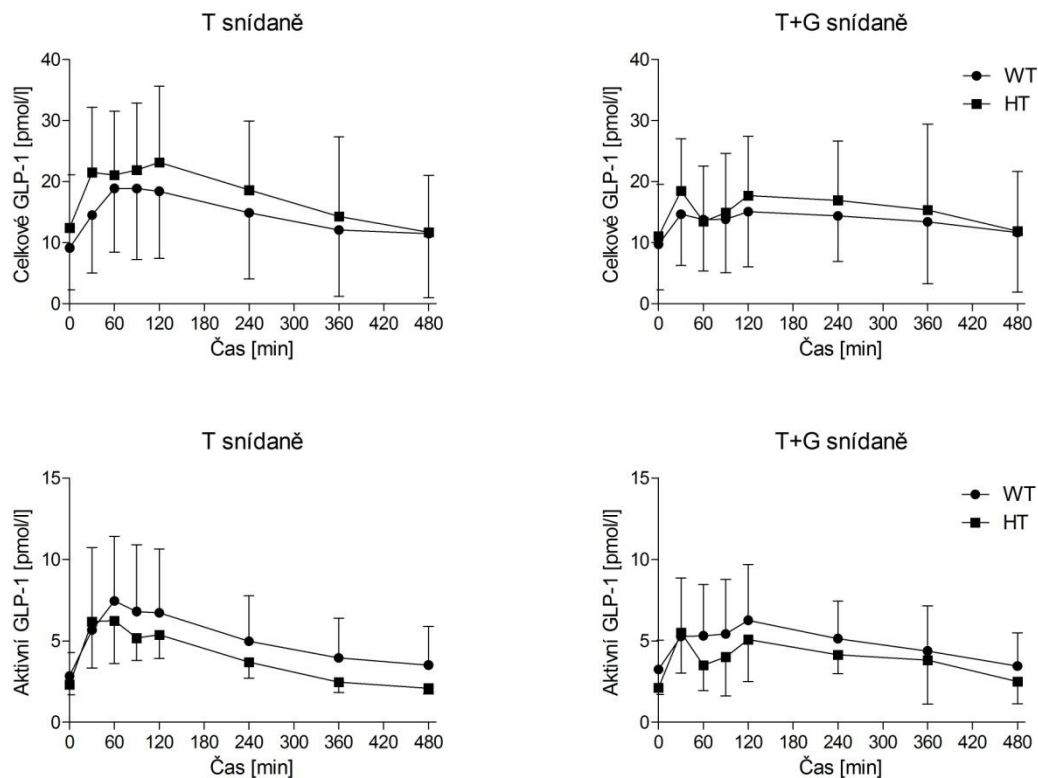 T snídaně
Celkové GLP-1 [pmol/l]
40
30
20
10
0
0 60 120 180 240 300 360 420 480
Čas [min]
T+G snídaně
WT
HT
Celkové GLP-1 [pmol/l]
40
30
20
10
0
0 60 120 180 240 300 360 420 480
Čas [min]
T snídaně
Aktivní GLP-1 [pmol/l]
15
10
5
0
0 60 120 180 240 300 360 420 480
Čas [min]
T+G snídaně
WT
HT
Aktivní GLP-1 [pmol/l]
15
10
5
0
0 60 120 180 240 300 360 420 480
Čas [min]